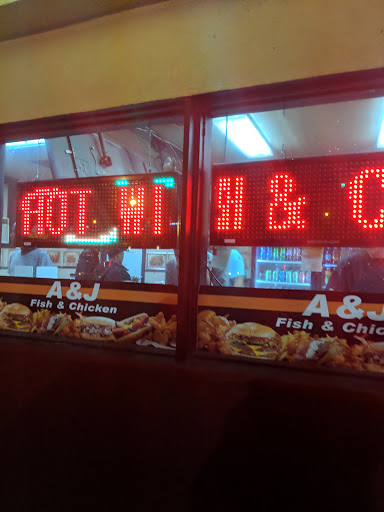 HOT WI
H & C
A & J
Fish & Chicken
A & J
Fish & Chic